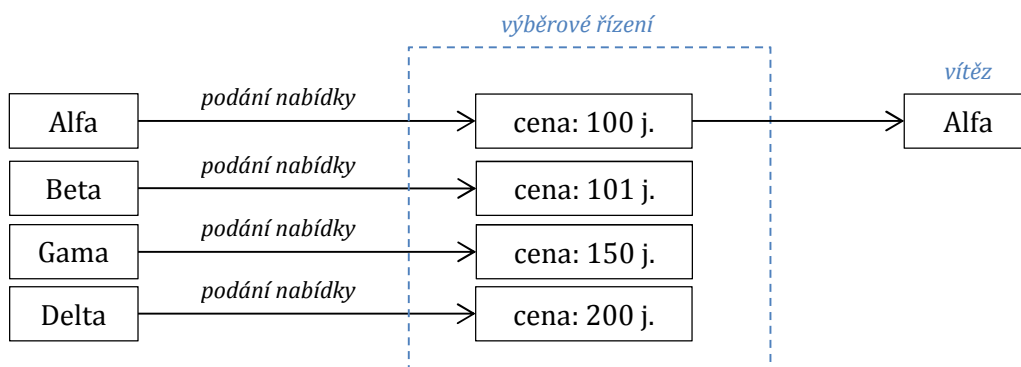 výběrové řízení
vítěz
podání nabídky
Alfa cena: 100 j. Alfa
podání nabídky
Beta cena: 101 j.
podání nabídky
Gama cena: 150 j.
podání nabídky
Delta cena: 200 j.